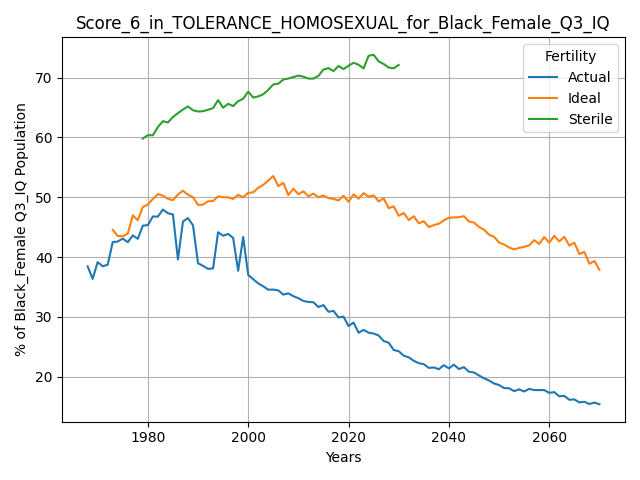 Score_6_in_TOLERANCE_HOMOSEXUAL_for_Black_Female_Q3_IQ
Fertility
Actual
Ideal
Sterile
% of Black_Female Q3_IQ Population
70
60
50
40
30
20
1980
2000
2020
2040
2060
Years